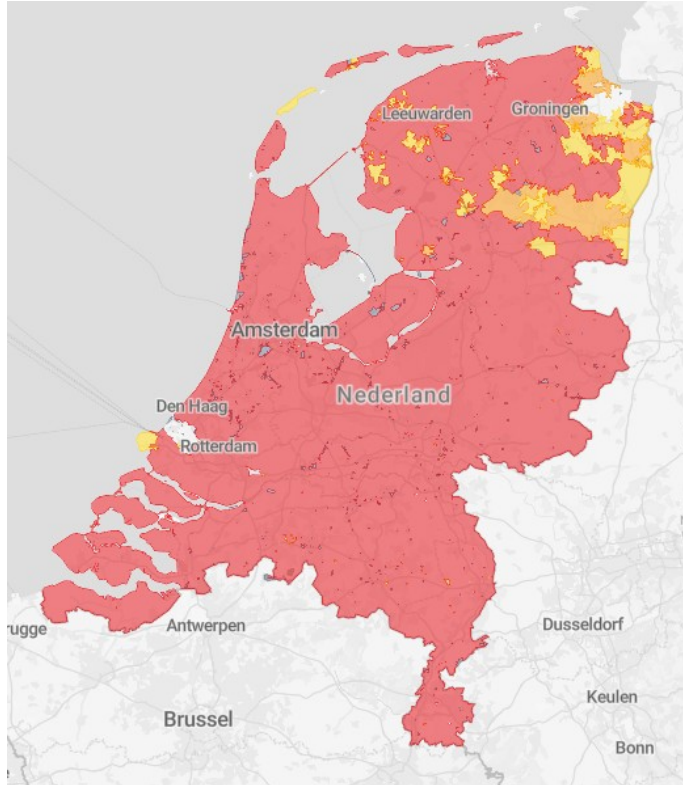 Leeuwarden
Groningen
Amsterdam
Nederland
Den Haag
Rotterdam
rugge
Antwerpen
Dusseldorf
Brussel
Keulen
Bonn